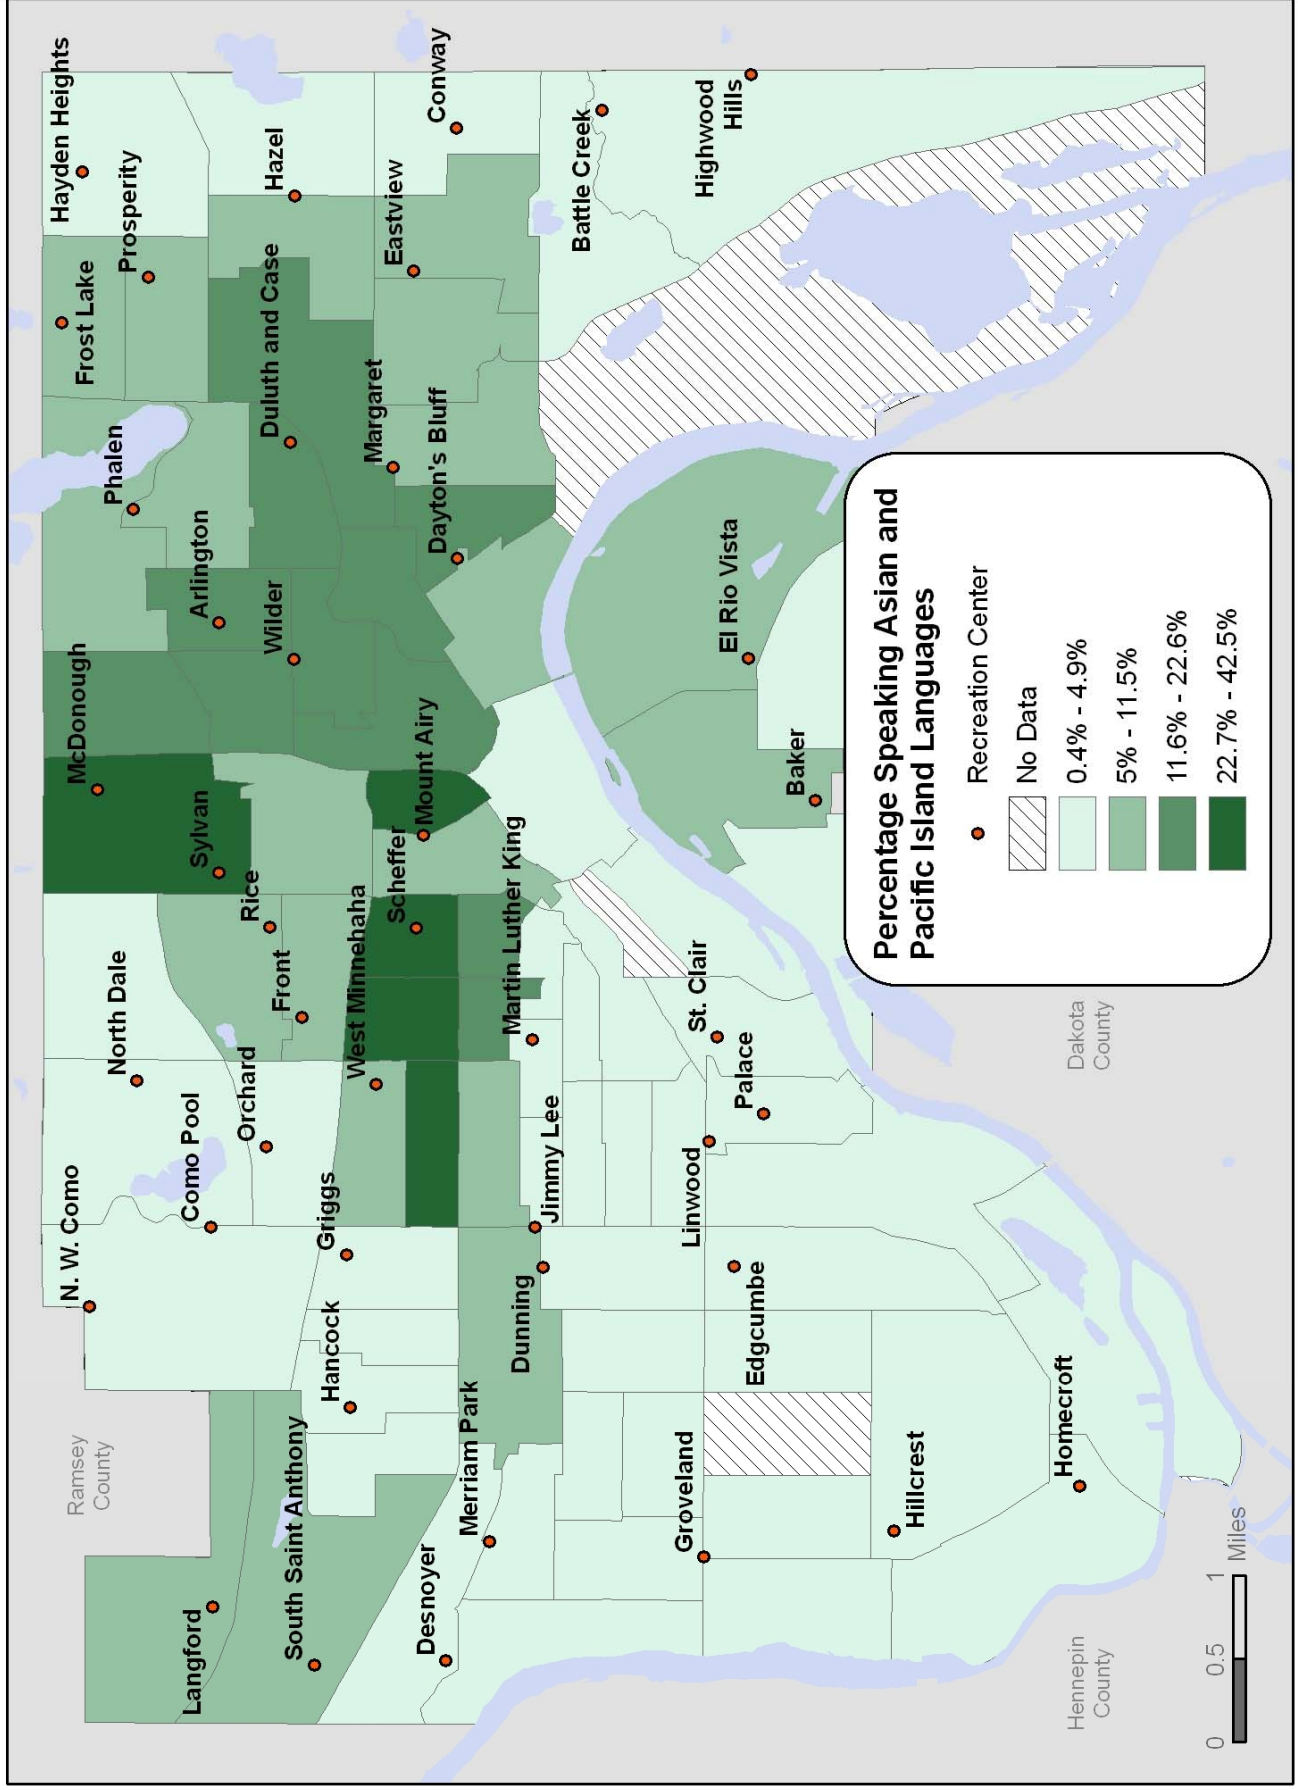 Ramsey
County
N. W. Como
McDonough
Frost Lake
Hayden Heights
North Dale
Phalen
Prosperity
Langford
Como Pool
Sylvan
Arlington
Orchard
Rice
Wilder
Duluth and Case
Hazel
South Saint Anthony
Hancock
Griggs
Front
West Minnehaha
Scheffer
Mount Airy
Margaret
Eastview
Desnoyer
Merriam Park
Dayton's Bluff
Conway
Dunning
Jimmy Lee
Martin Luther King
Battle Creek
Groveland
Linwood
St. Clair
El Rio Vista
Highwood
Hills
Edgcumbe
Palace
Baker
Hillcrest
Homecroft
Hennepin
County
Dakota
County
Percentage Speaking Asian and
Pacific Island Languages
Recreation Center
No Data
0.4% - 4.9%
5% - 11.5%
11.6% - 22.6%
22.7% - 42.5%
0 0.5 1
Miles